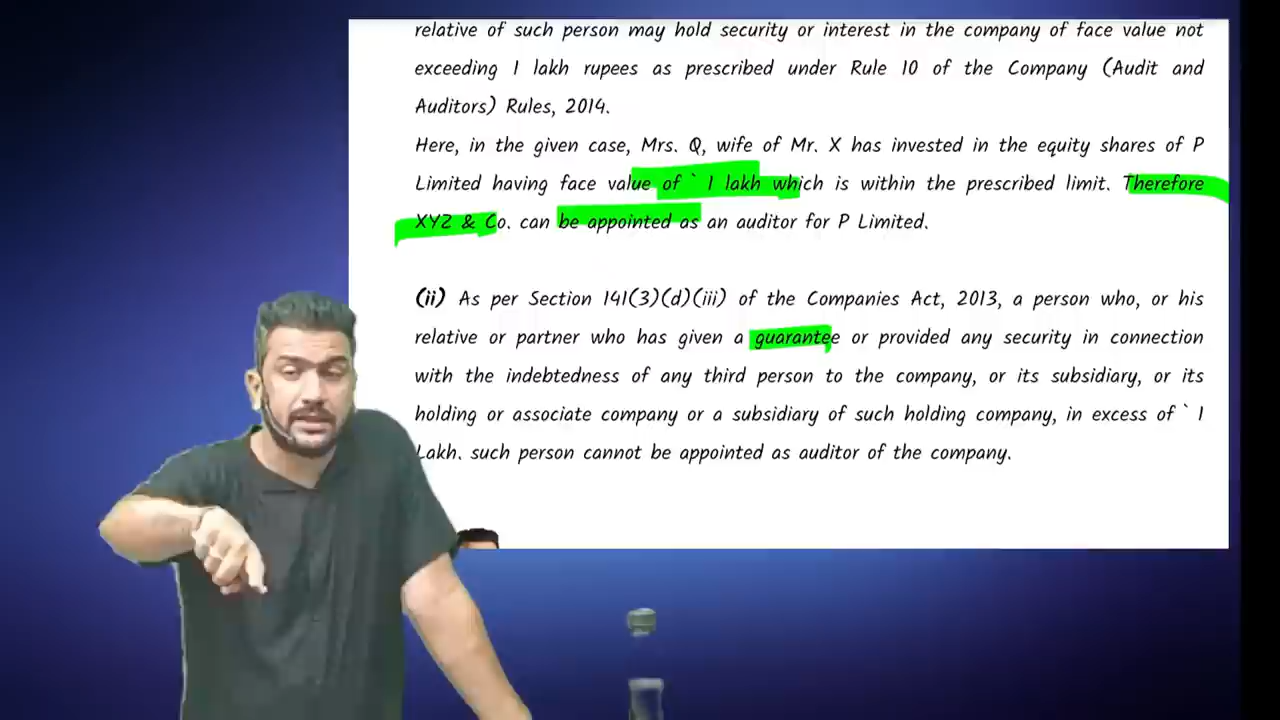 relative of such person may hold security or interest in the company of face value not
exceeding 1 lakh rupees as prescribed under Rule 10 of the Company (Audit and
Auditors) Rules, 2014.
Here, in the given case, Mrs. Q, wife of Mr. X has invested in the equity shares of P
Limited having face value of ` 1 lakh which is within the prescribed limit. Therefore
XYZ & Co. can be appointed as an auditor for P Limited.
(ii) As per Section 141(3)(d)(iii) of the Companies Act, 2013, a person who, or his
relative or partner who has given a guarantee or provided any security in connection
with the indebtedness of any third person to the company, or its subsidiary, or its
holding or associate company or a subsidiary of such holding company, in excess of ` 1
Lakh. such person cannot be appointed as auditor of the company.